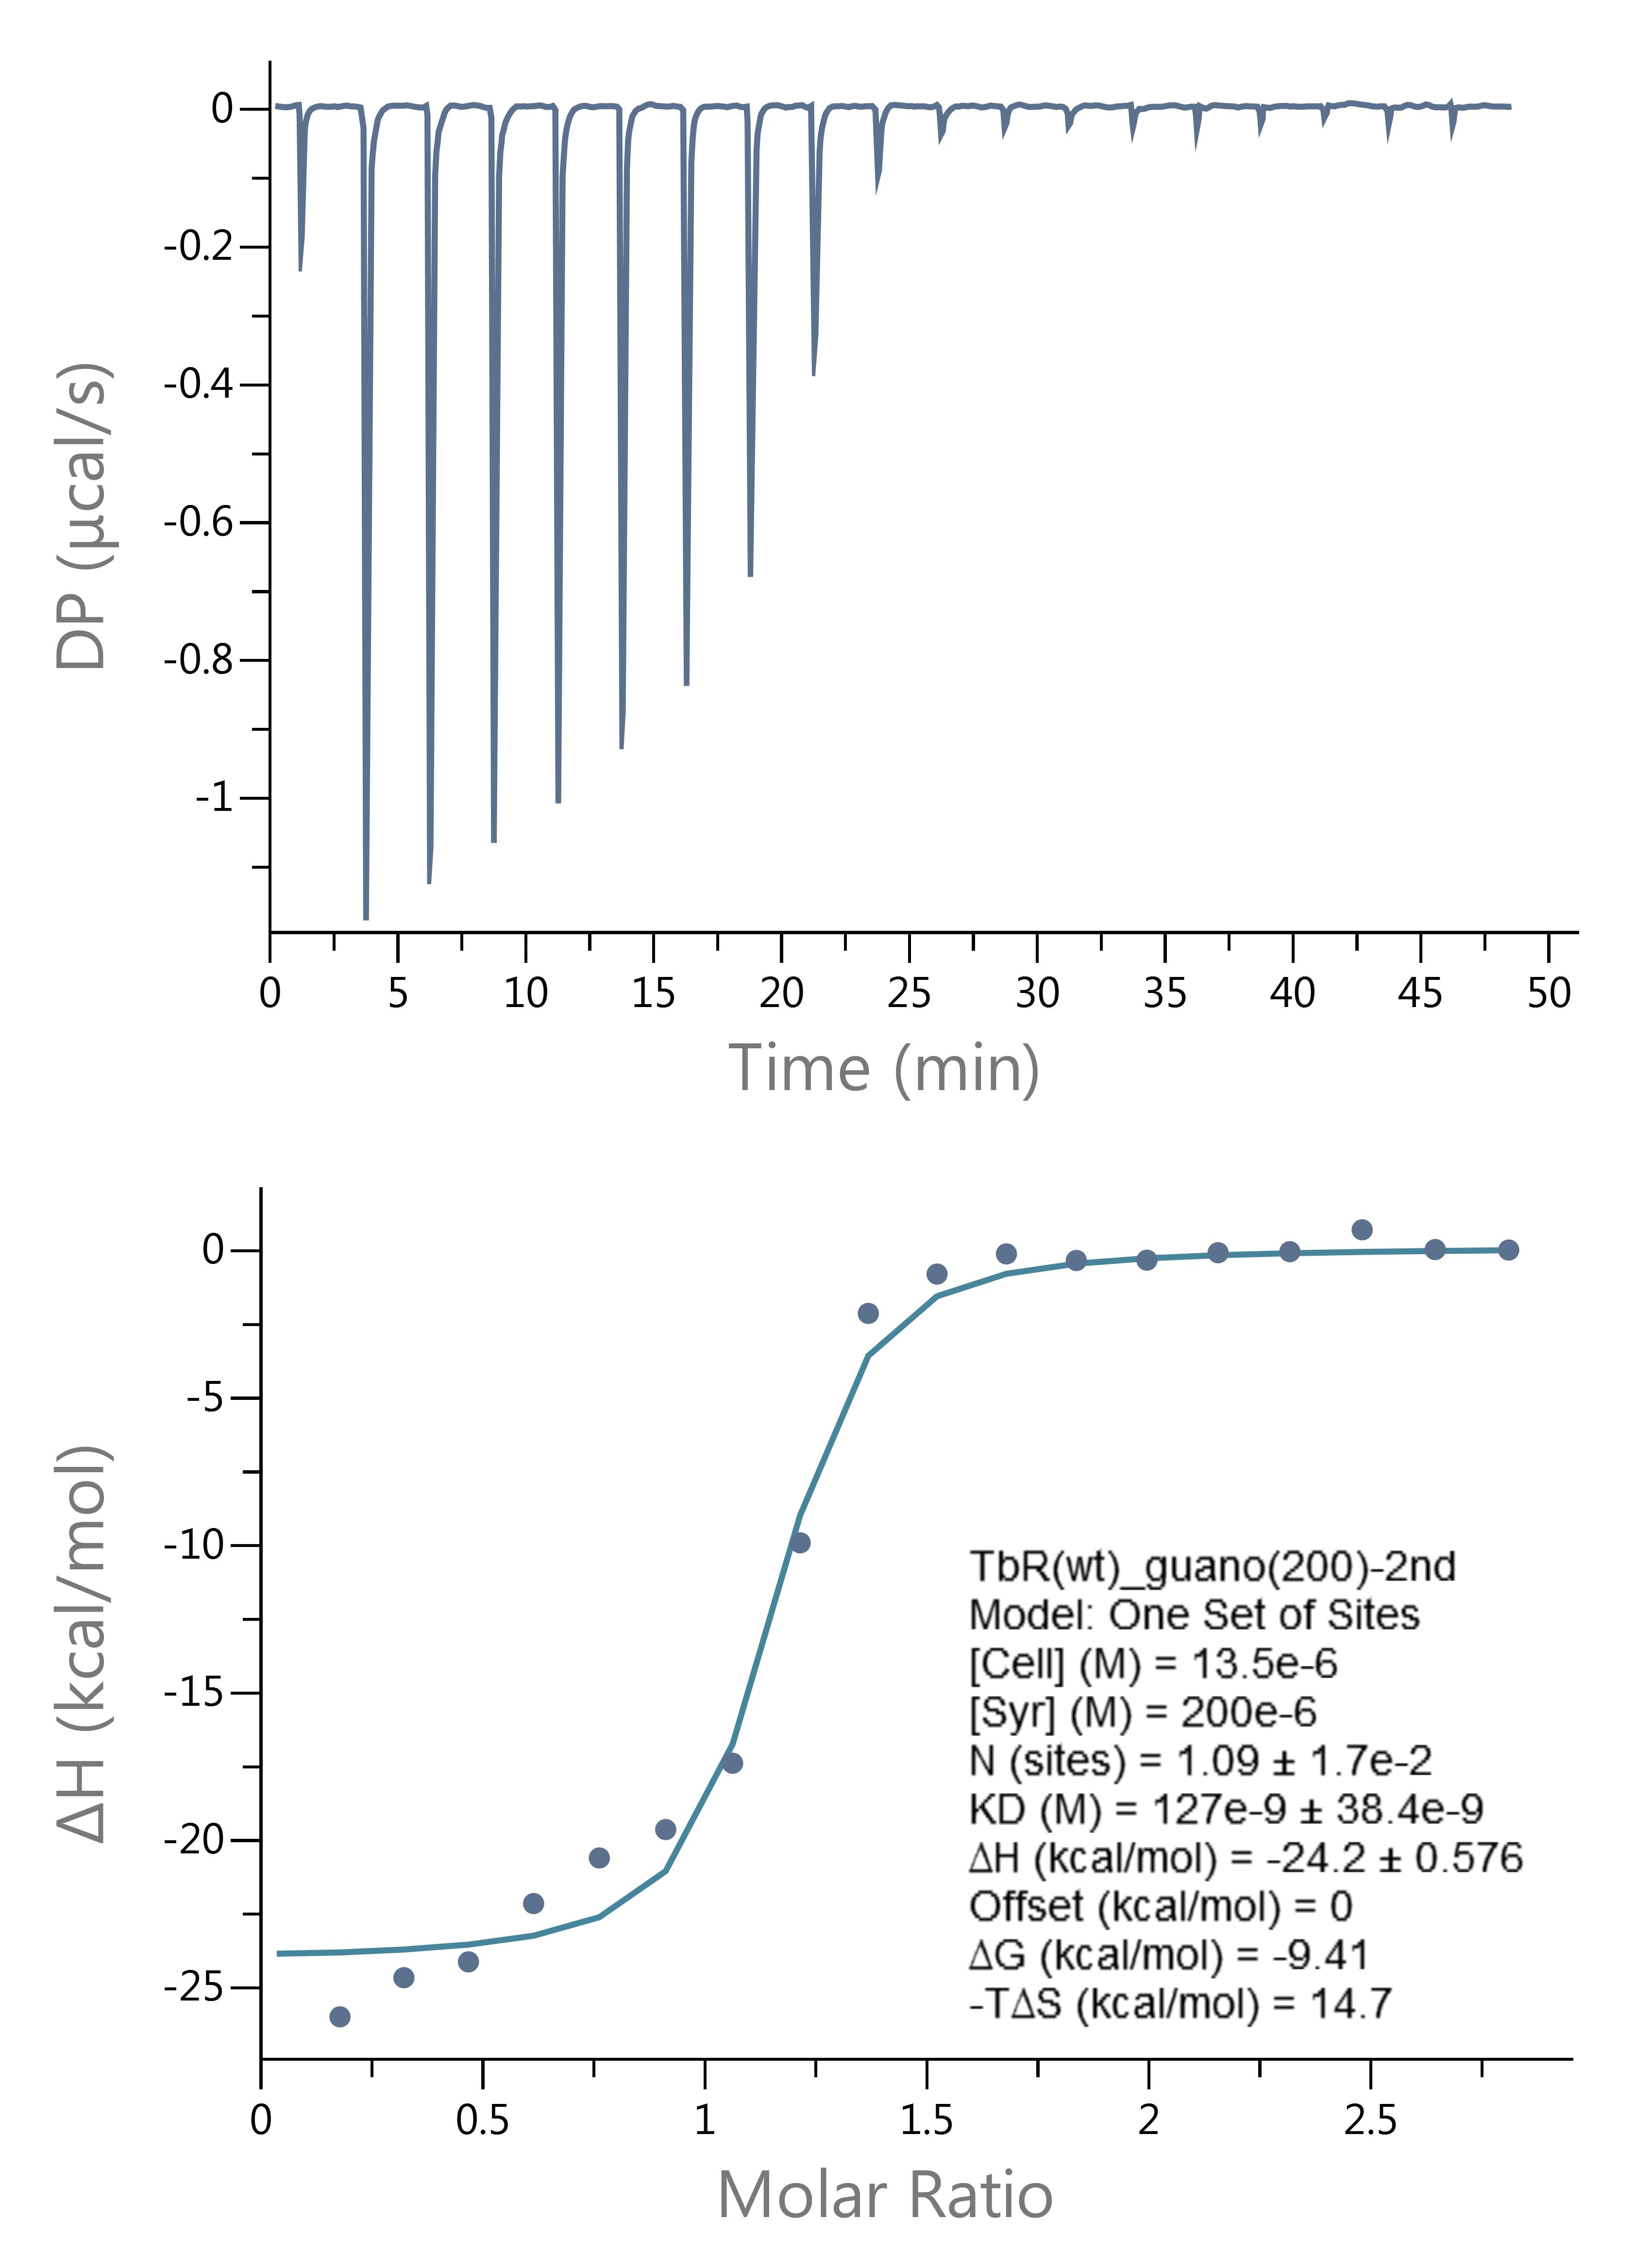 0
-0.2
-0.4
-0.6
-0.8
-1
DP (μcal/s)
0 5 10 15 20 25 30 35 40 45 50
Time (min)
0
-5
-10
-15
-20
-25
ΔH (kcal/mol)
TbR(wt)_guano(200)-2nd
Model: One Set of Sites
[Cell] (M) = 13.5e-6
[Syr] (M) = 200e-6
N (sites) = 1.09 ± 1.7e-2
KD (M) = 127e-9 ± 38.4e-9
ΔH (kcal/mol) = -24.2 ± 0.576
Offset (kcal/mol) = 0
ΔG (kcal/mol) = -9.41
-TΔS (kcal/mol) = 14.7
0 0.5 1 1.5 2 2.5
Molar Ratio